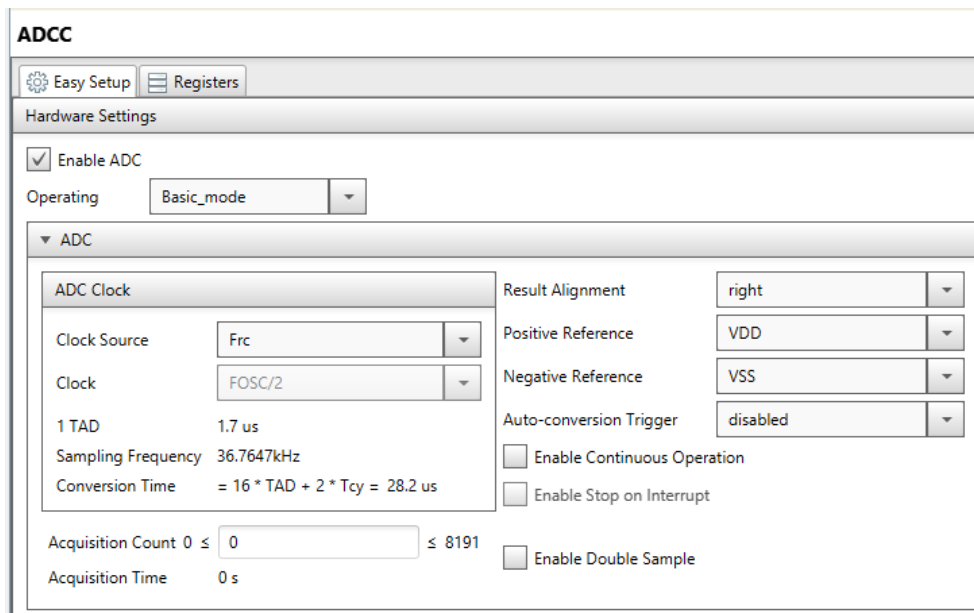 ADCC
Easy Setup Registers
Hardware Settings
Enable ADC
Operating Basic_mode
ADC
ADC Clock
Clock Source Frc
Clock FOSC/2
1 TAD 1.7 us
Sampling Frequency 36.7647kHz
Conversion Time = 16 * TAD + 2 * Tcy = 28.2 us
Acquisition Count 0 ≤ 0 ≤ 8191
Acquisition Time 0 s
Result Alignment right
Positive Reference VDD
Negative Reference VSS
Auto-conversion Trigger disabled
Enable Continuous Operation
Enable Stop on Interrupt
Enable Double Sample